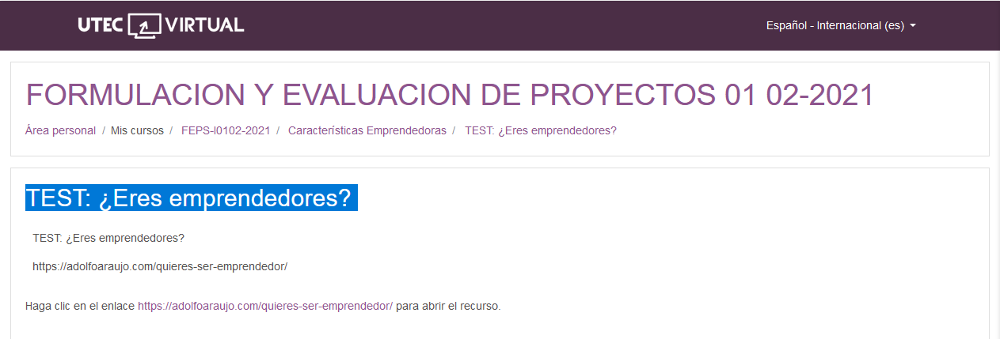 UTEC VIRTUAL
Español - Internacional (es)
FORMULACION Y EVALUACION DE PROYECTOS 01 02-2021
Área personal / Mis cursos / FEPS-I0102-2021 / Características Emprendedoras / TEST: ¿Eres emprendedores?
TEST: ¿Eres emprendedores?
TEST: ¿Eres emprendedores?
https://adolfoaraujo.com/quieres-ser-emprendedor/
Haga clic en el enlace https://adolfoaraujo.com/quieres-ser-emprendedor/ para abrir el recurso.